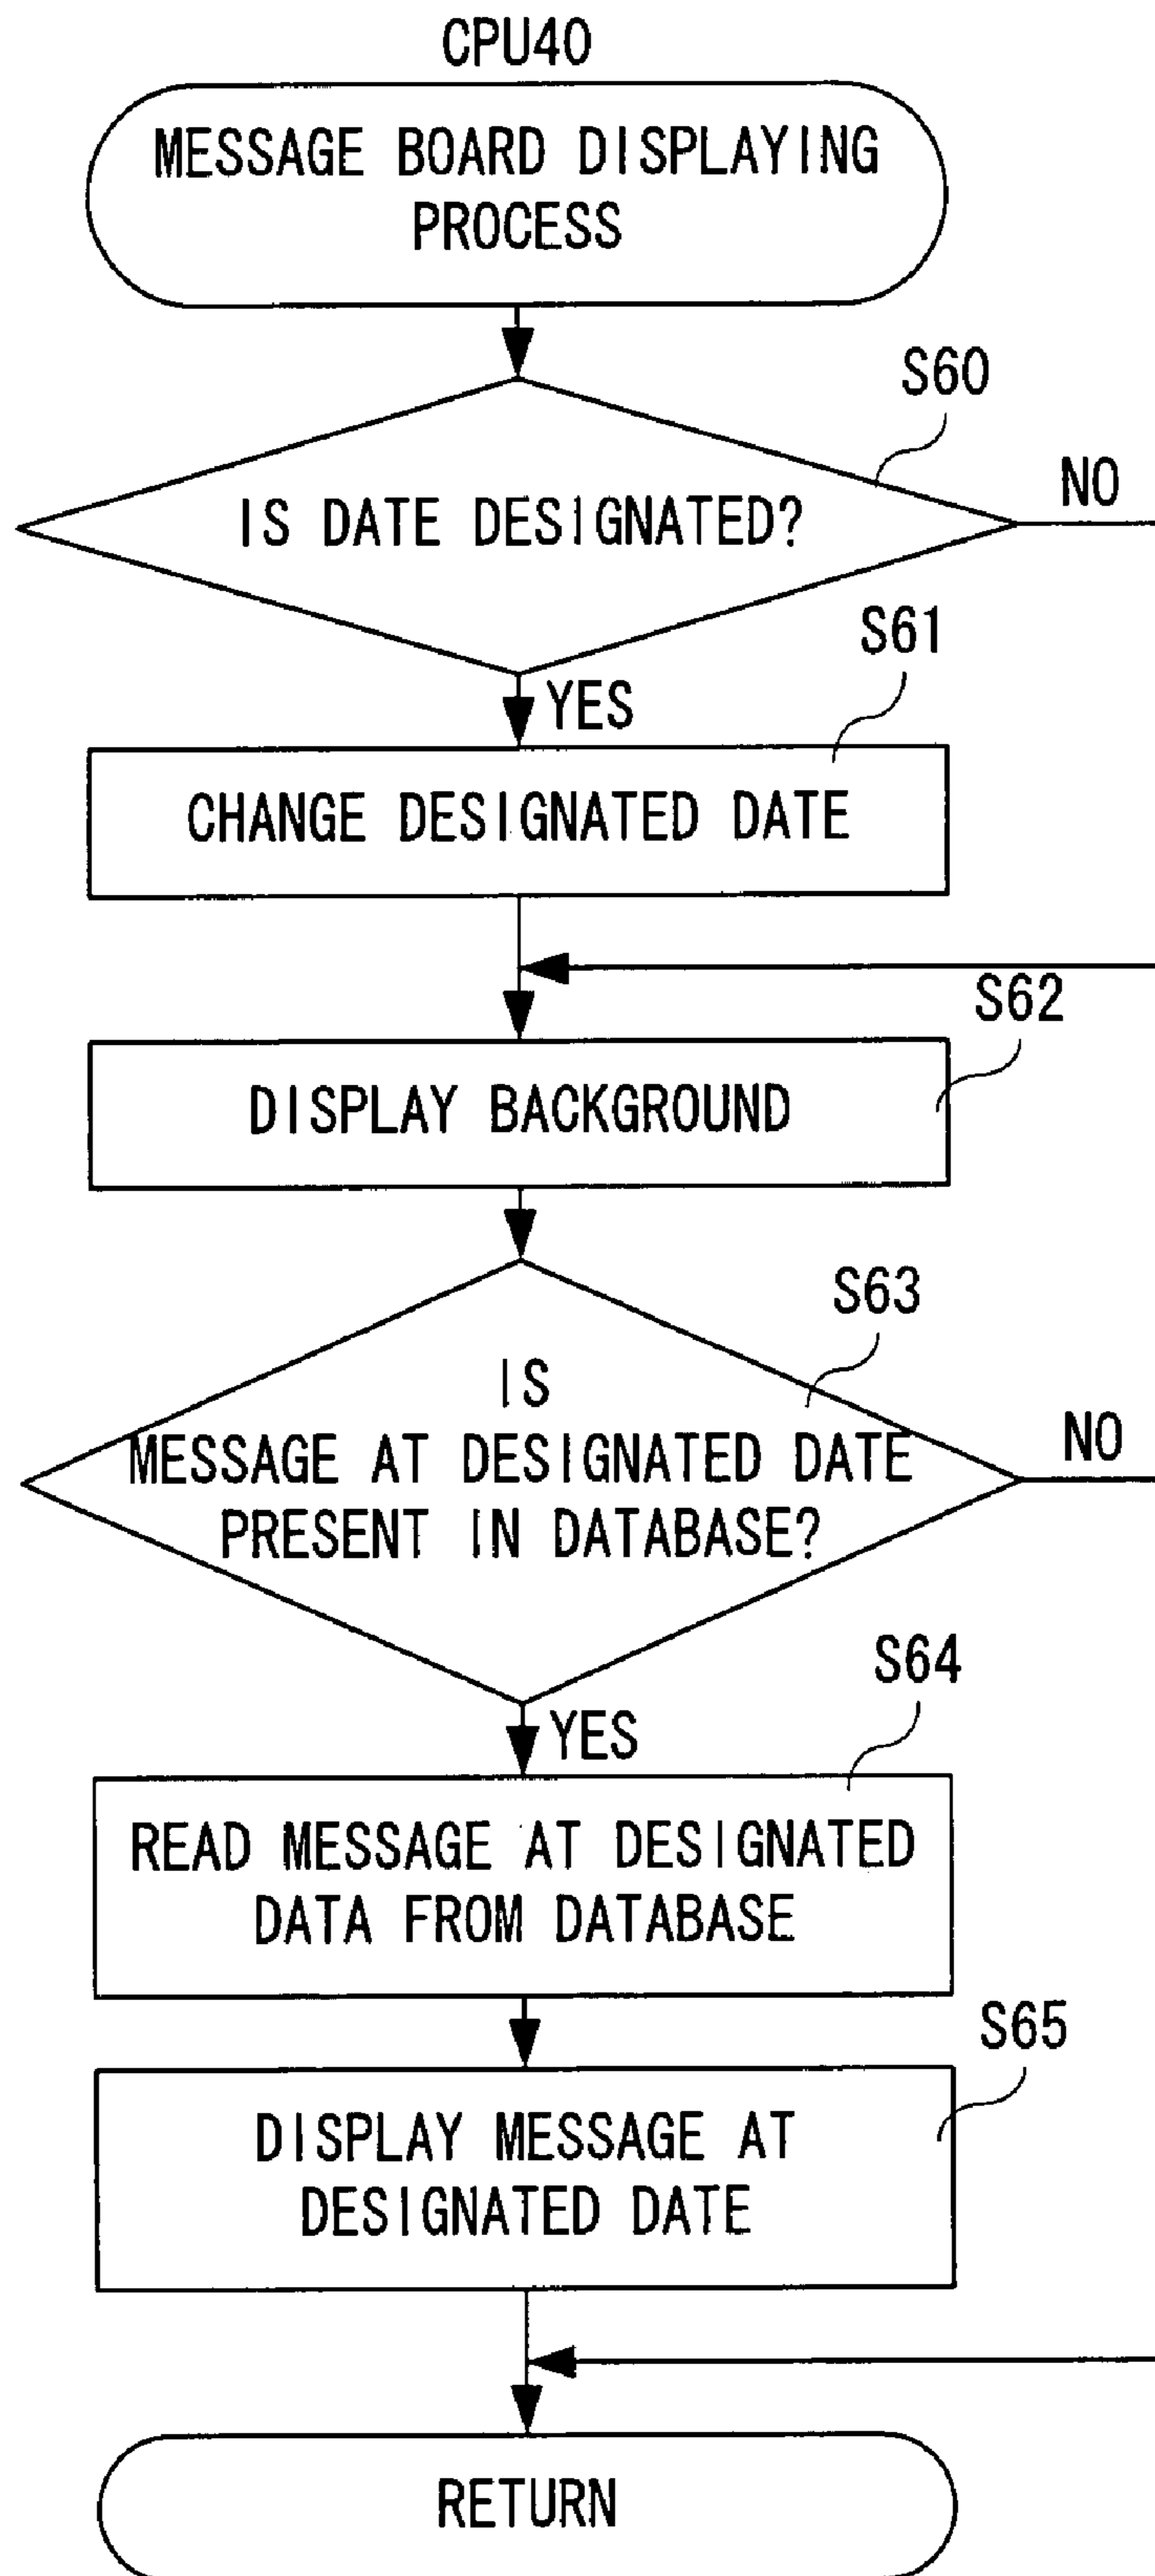 CPU40
MESSAGE BOARD DISPLAYING
PROCESS
S60
IS DATE DESIGNATED?
NO
S61
YES
CHANGE DESIGNATED DATE
S62
DISPLAY BACKGROUND
S63
IS
MESSAGE AT DESIGNATED DATE
PRESENT IN DATABASE?
NO
S64
YES
READ MESSAGE AT DESIGNATED
DATA FROM DATABASE
S65
DISPLAY MESSAGE AT
DESIGNATED DATE
RETURN